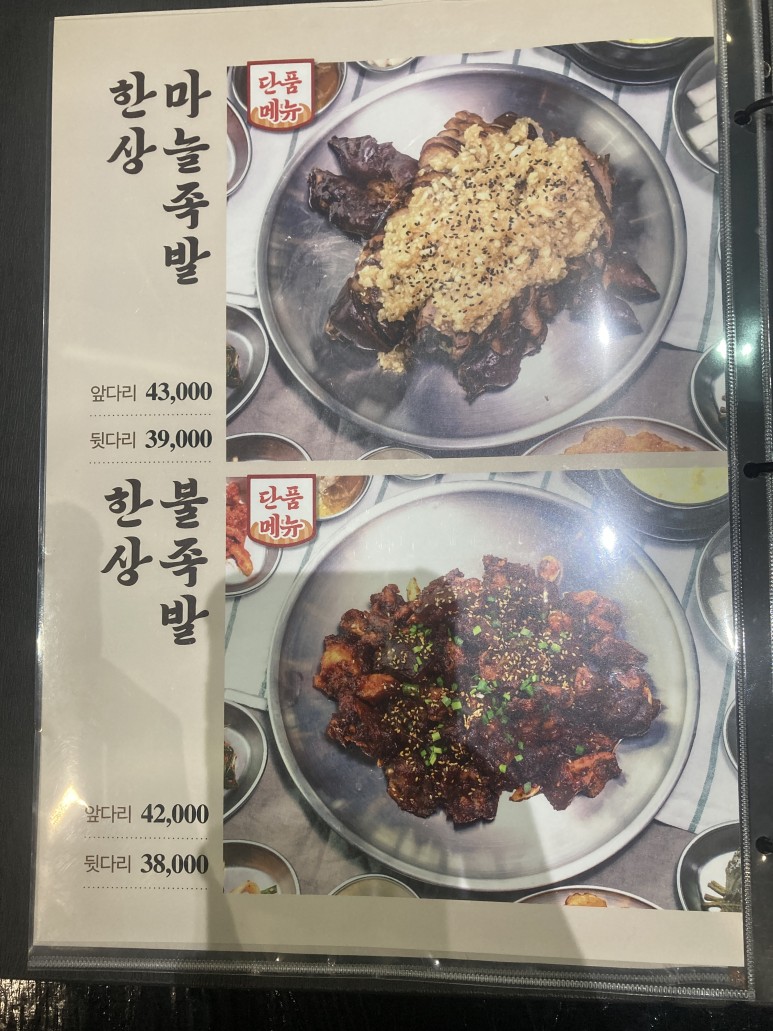 마늘족발
한상
단품
메뉴
앞다리 43,000
뒷다리 39,000
불족발
한상
단품
메뉴
앞다리 42,000
뒷다리 38,000